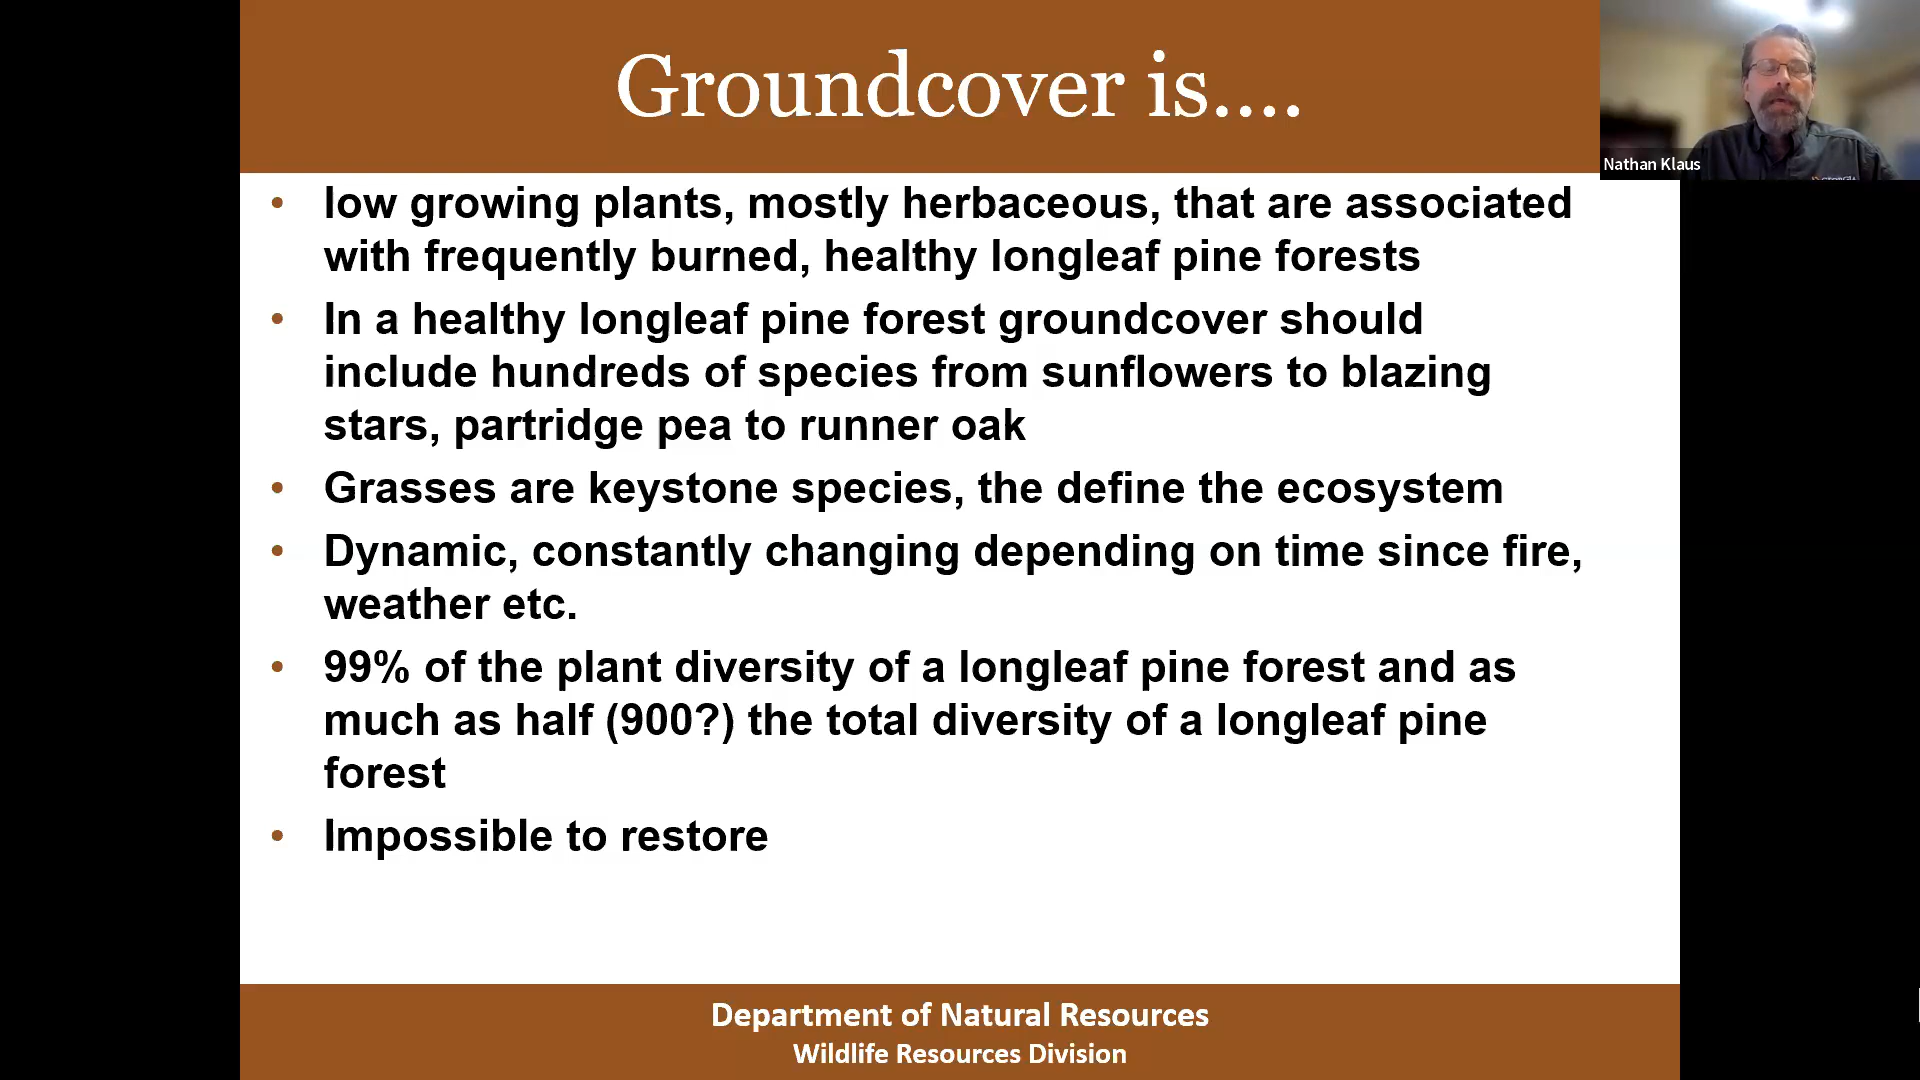 Groundcover is....
Nathan Klaus
• low growing plants, mostly herbaceous, that are associated
with frequently burned, healthy longleaf pine forests
• In a healthy longleaf pine forest groundcover should
include hundreds of species from sunflowers to blazing
stars, partridge pea to runner oak
• Grasses are keystone species, the define the ecosystem
• Dynamic, constantly changing depending on time since fire,
weather etc.
• 99% of the plant diversity of a longleaf pine forest and as
much as half (900?) the total diversity of a longleaf pine
forest
• Impossible to restore
Department of Natural Resources
Wildlife Resources Division